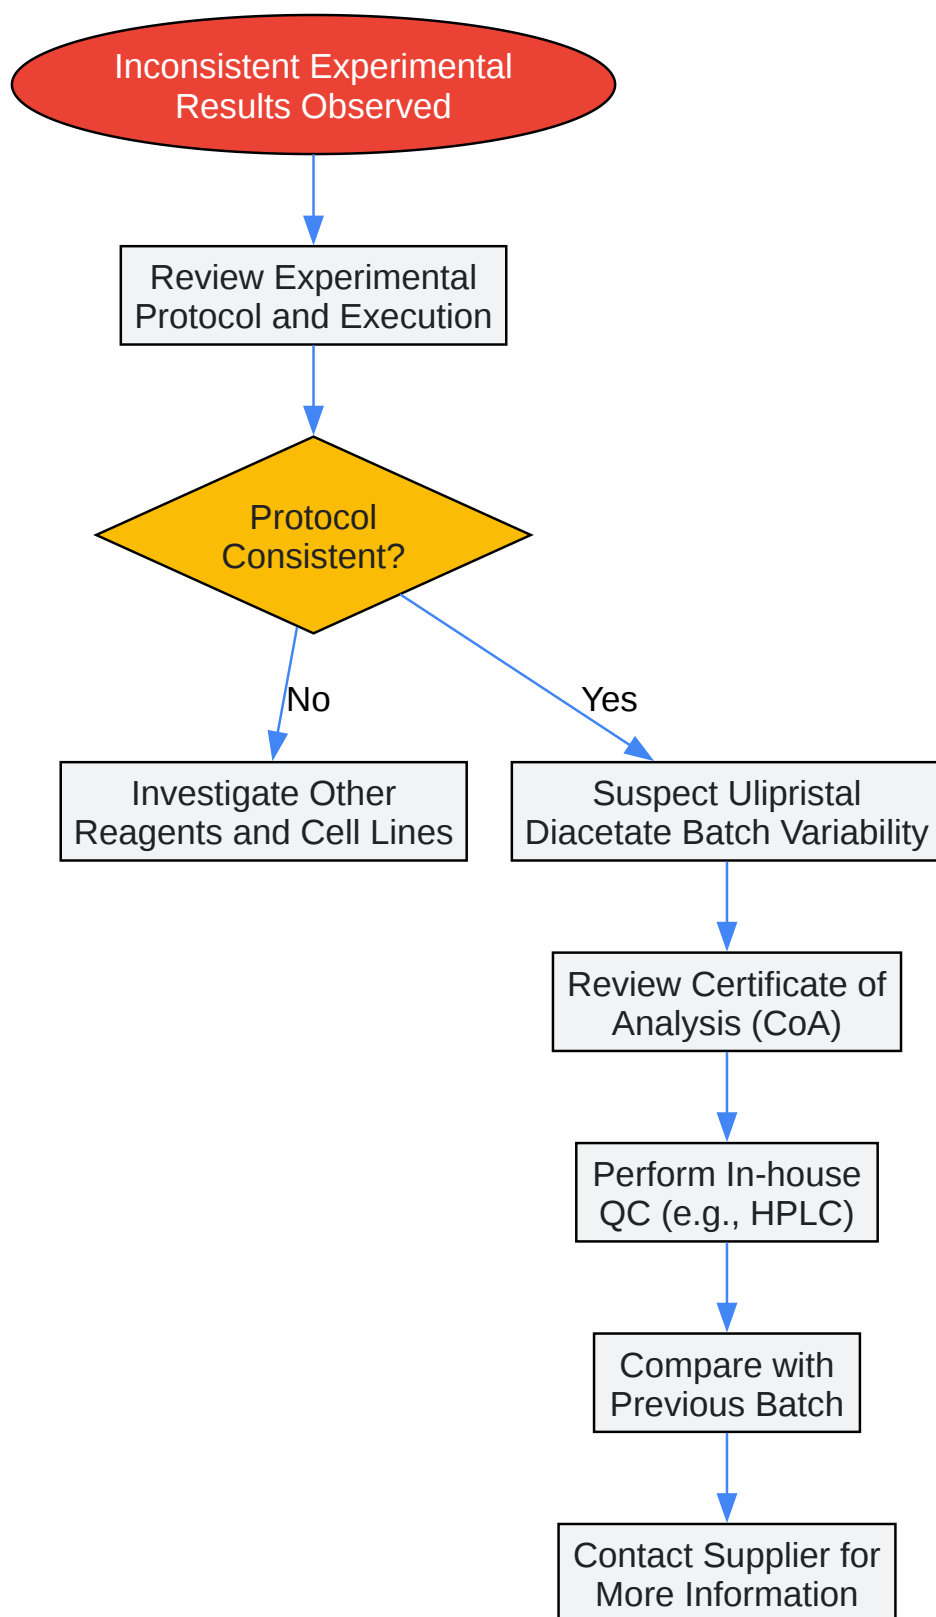 Inconsistent Experimental
Results Observed
Review Experimental
Protocol and Execution
Protocol
Consistent?
No
Yes
Investigate Other
Reagents and Cell Lines
Suspect Ulipristal
Diacetate Batch Variability
Review Certificate of
Analysis (CoA)
Perform In-house
QC (e.g., HPLC)
Compare with
Previous Batch
Contact Supplier for
More Information